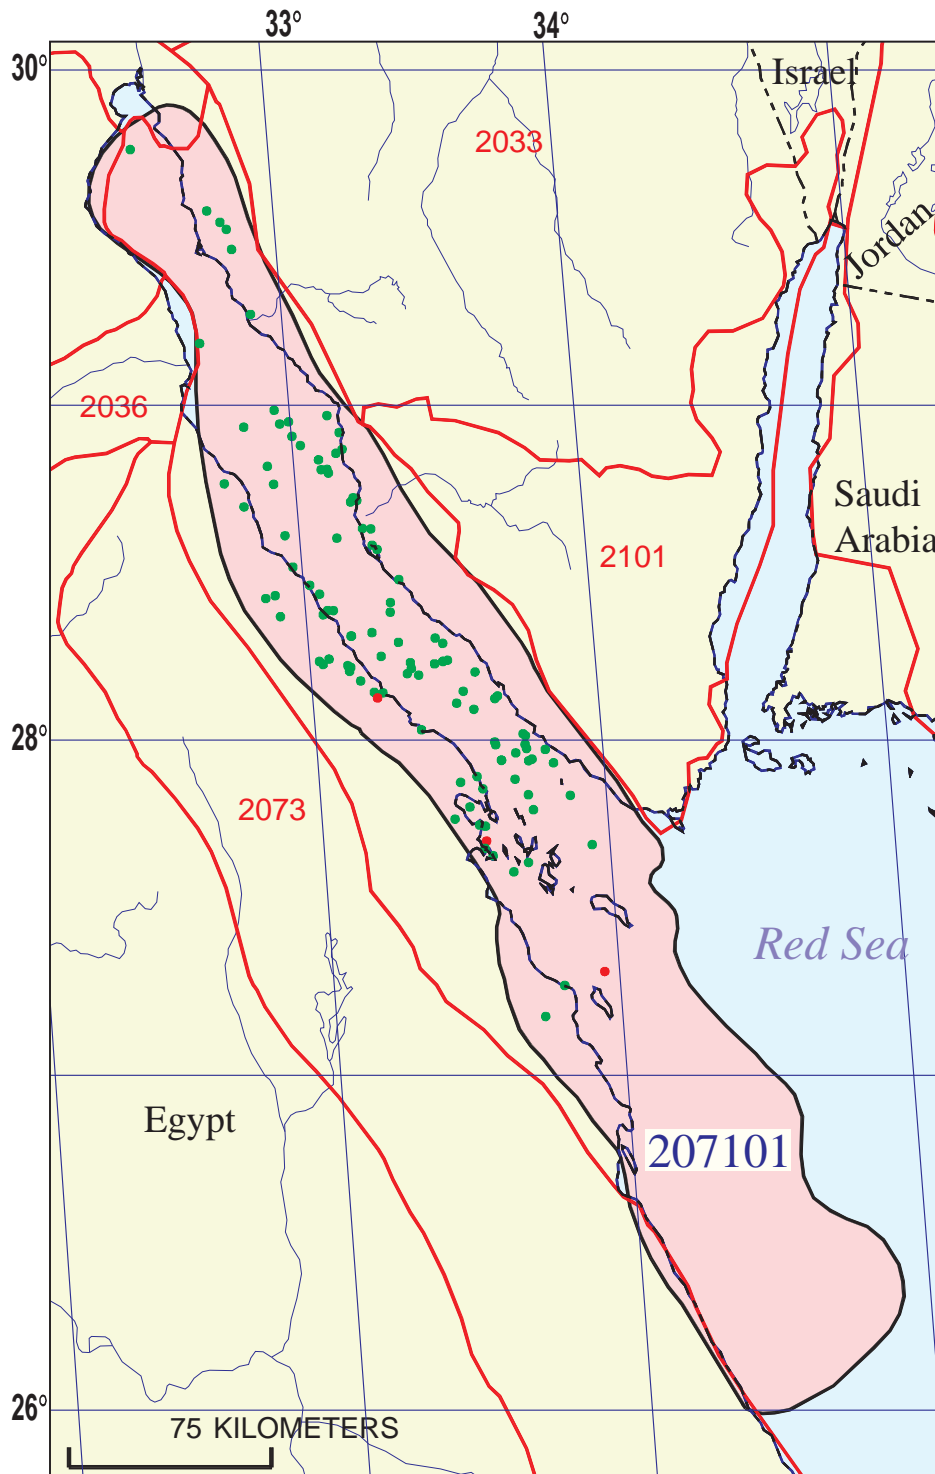 33° 34°
30°
Israel
2033
Jordan
2036
Saudi
Arabia
2101
28°
2073
Red Sea
Egypt
207101
26°
75 KILOMETERS